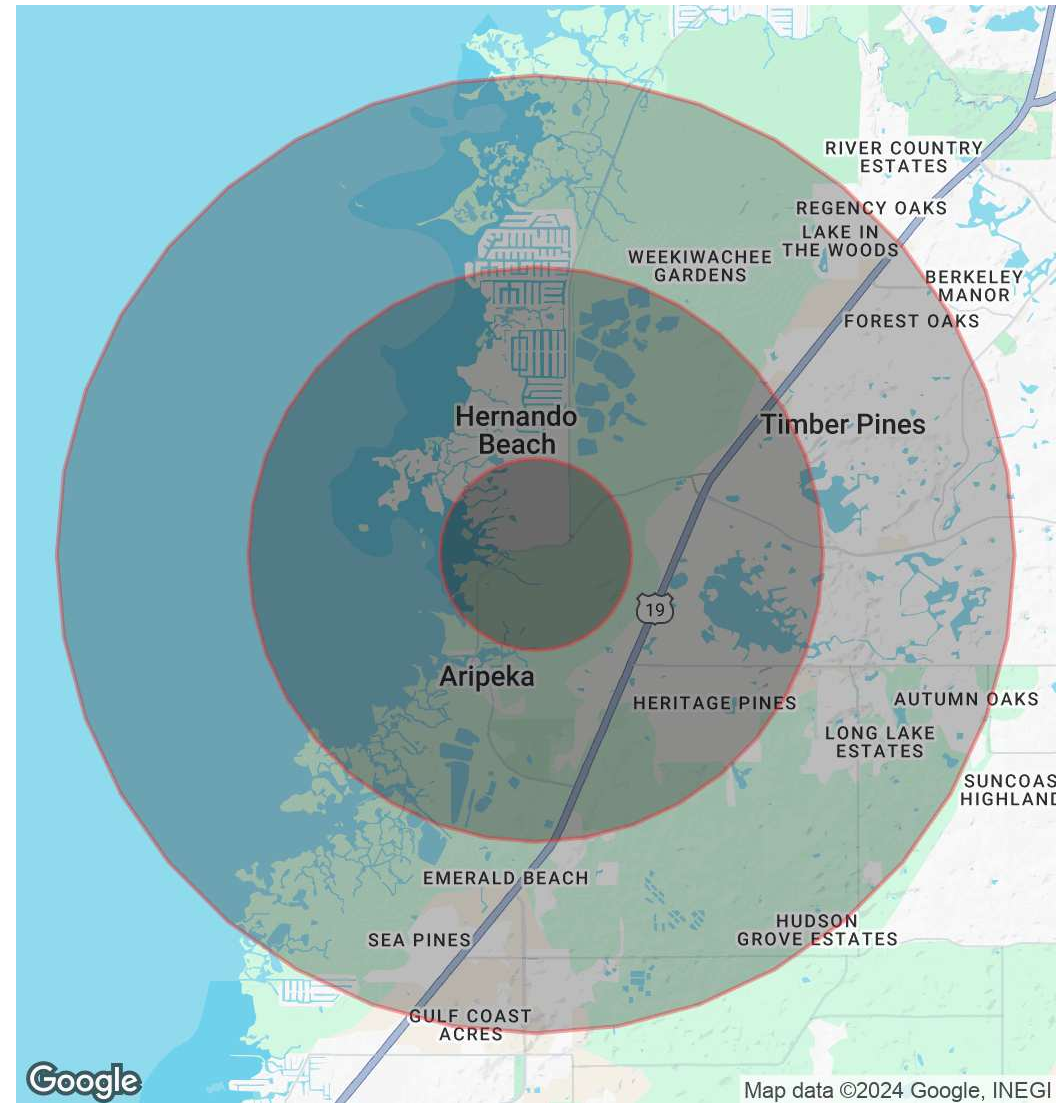 RIVER COUNTRY
ESTATES
REGENCY OAKS
LAKE IN
THE WOODS
WEEKIWACHEE
GARDENS
BERKELEY
MANOR
FOREST OAKS
Hernando
Beach
Timber Pines
19
Aripeka
HERITAGE PINES
AUTUMN OAKS
LONG LAKE
ESTATES
SUNCOAS
HIGHLAND
EMERALD BEACH
HUDSON
GROVE ESTATES
SEA PINES
GULF COAST
ACRES
Google
Map data ©2024 Google, INEGI